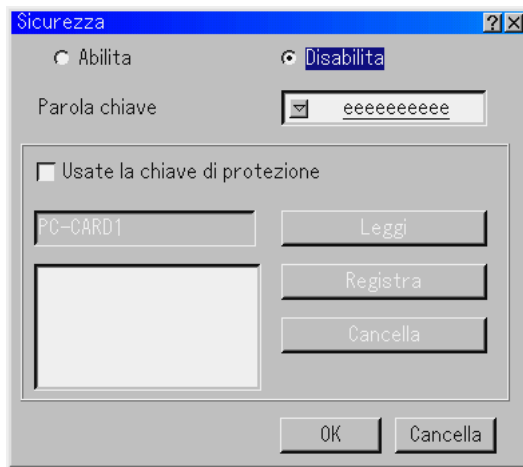 Sicurezza
Abilita Disabilita
Parola chiave eeeeeeeeee
Usate la chiave di protezione
PC-CARD1 Leggi
Registra
Cancella
OK Cancella